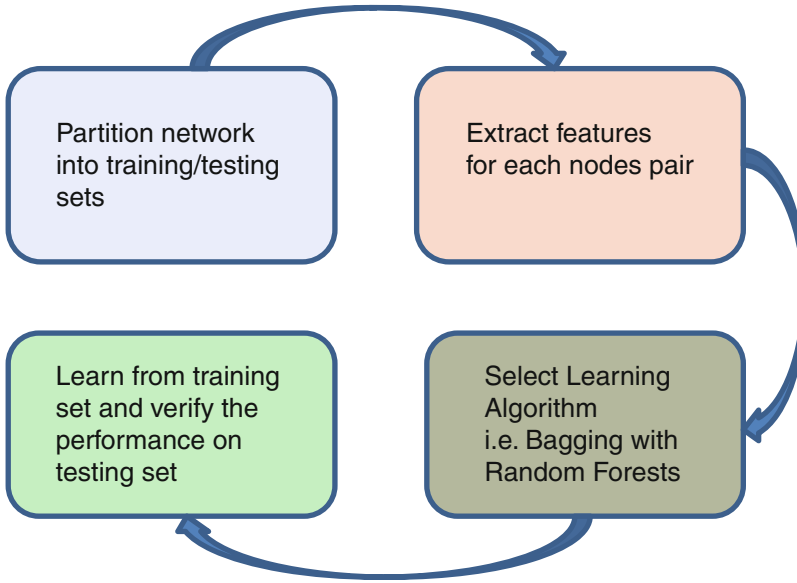 Partition network
into training/testing
sets
Extract features
for each nodes pair
Learn from training
set and verify the
performance on
testing set
Select Learning
Algorithm
i.e. Bagging with
Random Forests